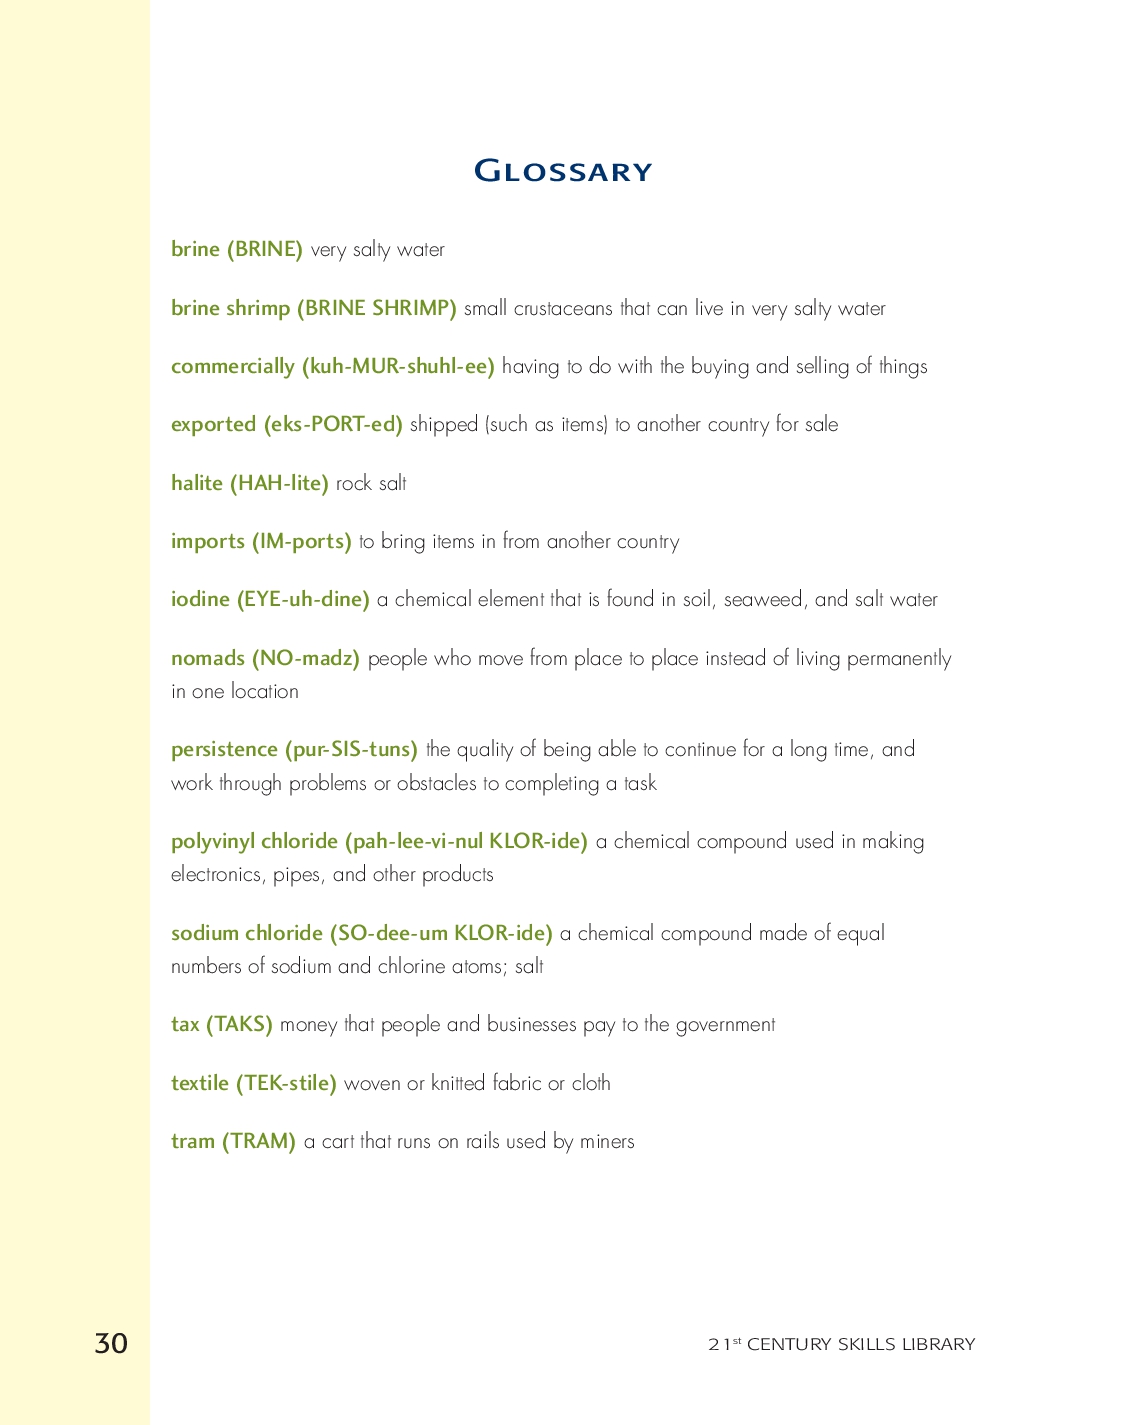 GLOSSARY
brine (BRINE) very salty water
brine shrimp (BRINE SHRIMP) small crustaceans that can live in very salty water
commercially (kuh-MUR-shuhl-ee) having to do with the buying and selling of things
exported (eks-PORT-ed) shipped (such as items) to another country for sale
halite (HAH-lite) rock salt
imports (IM-ports) to bring items in from another country
iodine (EYE-uh-dine) a chemical element that is found in soil, seaweed, and salt water
nomads (NO-madz) people who move from place to place instead of living permanently
in one location
persistence (pur-SIS-tuns) the quality of being able to continue for a long time, and
work through problems or obstacles to completing a task
polyvinyl chloride (pah-lee-vi-nul KLOR-ide) a chemical compound used in making
electronics, pipes, and other products
sodium chloride (SO-dee-um KLOR-ide) a chemical compound made of equal
numbers of sodium and chlorine atoms; salt
tax (TAKS) money that people and businesses pay to the government
textile (TEK-stile) woven or knitted fabric or cloth
tram (TRAM) a cart that runs on rails used by miners
30
21st CENTURY SKILLS LIBRARY